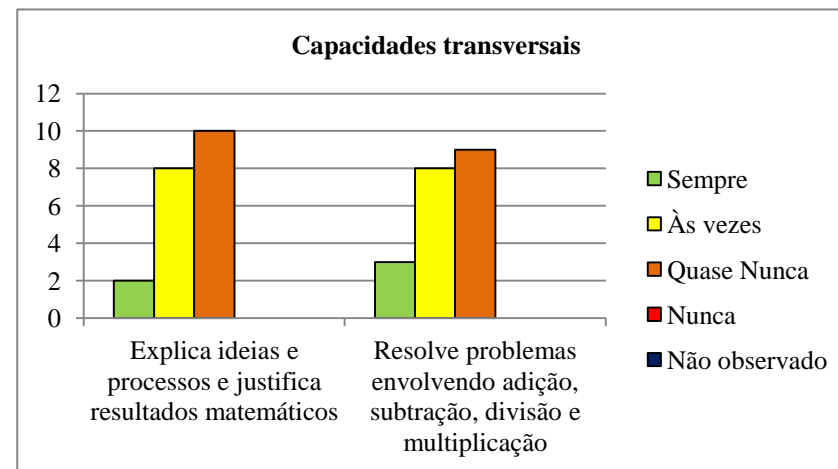 Capacidades transversais
12
10
8
6
4
2
0
Explica ideias e
processos e justifica
resultados matemáticos
Resolve problemas
envolvendo adição,
subtração, divisão e
multiplicação
Sempre
Às vezes
Quase Nunca
Nunca
Não observado